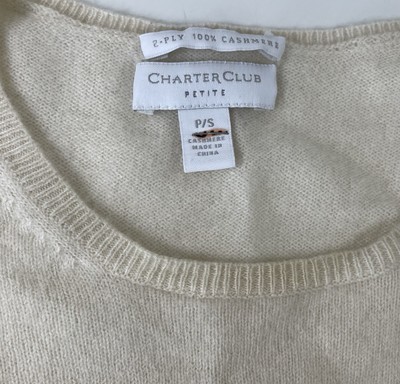 2-PLY 100% CASHMERE
CHARTER CLUB
PETITE
P/S
CASHMERE
MADE IN
CHINA